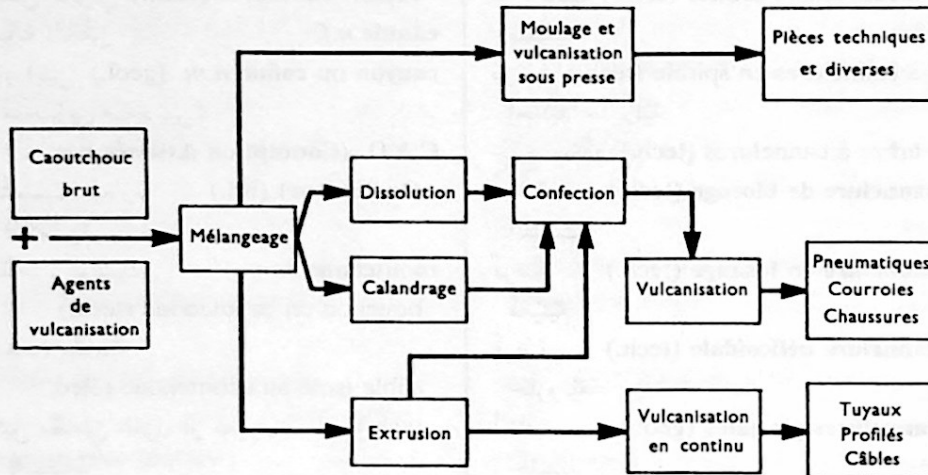 Moulage et
vulcanisation
sous presse
Pièces techniques
et diverses
Caoutchouc
brut
+
Agents
de
vulcanisation
Mélangeage
Dissolution
Confection
Calandrage
Vulcanisation
Pneumatiques
Courroies
Chaussures
Extrusion
Vulcanisation
en continu
Tuyaux
Profilés
Câbles